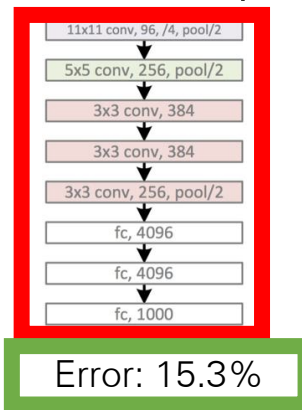 11x11 conv, 96, /4, pool/2
5x5 conv, 256, pool/2
3x3 conv, 384
3x3 conv, 384
3x3 conv, 256, pool/2
fc, 4096
fc, 4096
fc, 1000
Error: 15.3%